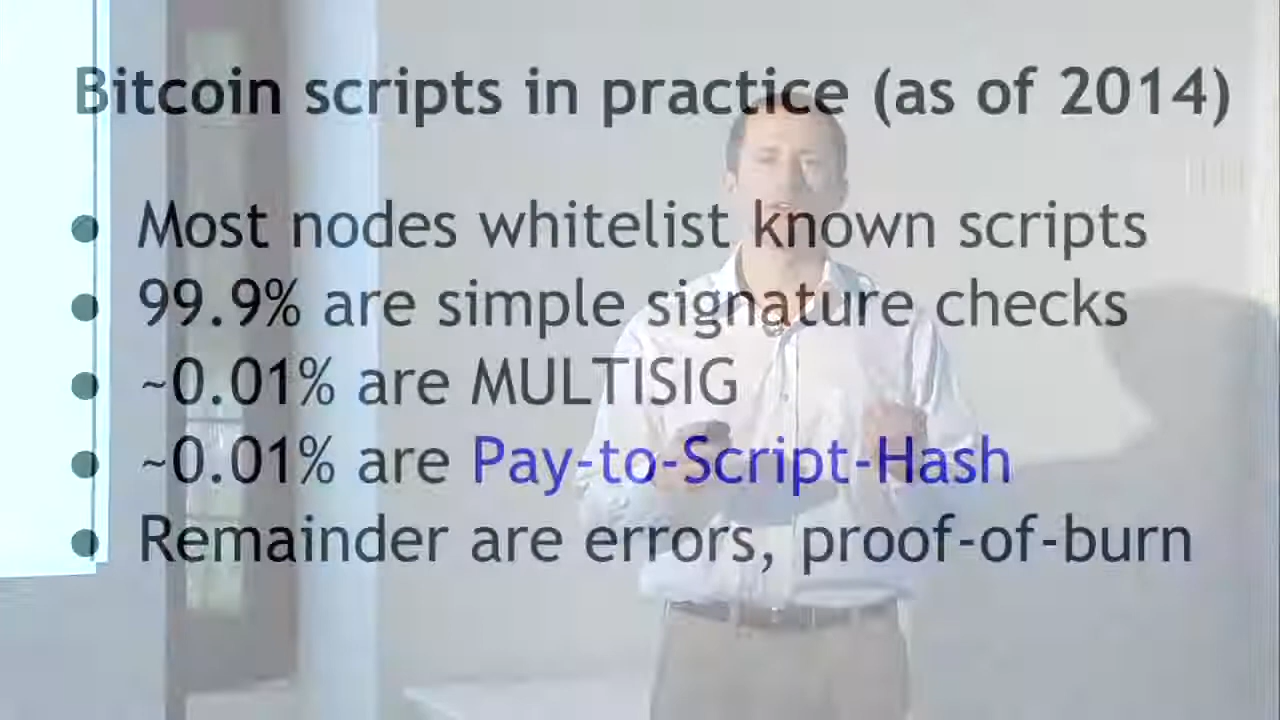 Bitcoin scripts in practice (as of 2014)
● Most nodes whitelist known scripts
● 99.9% are simple signature checks
● ~0.01% are MULTISIG
● ~0.01% are Pay-to-Script-Hash
● Remainder are errors, proof-of-burn